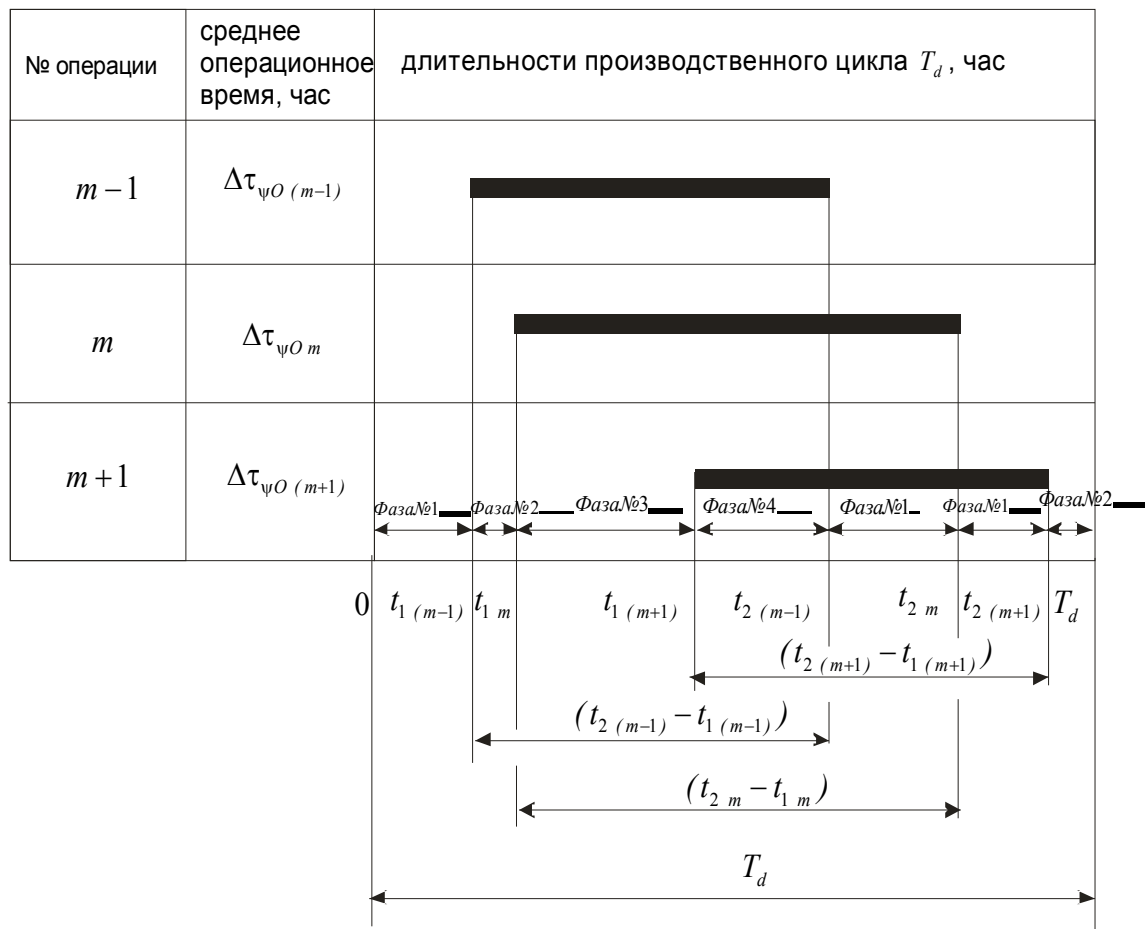 № операции
среднее
операционное
время, час
длительности производственного цикла T_d , час
m − 1
Δτ_ψO (m−1)
m
Δτ_ψO m
m + 1
Δτ_ψO (m+1)
Фаза№1 Фаза№2 Фаза№3 Фаза№4 Фаза№1 Фаза№1 Фаза№2
0 t_1 (m−1) t_1 m t_1 (m+1) t_2 (m−1) t_2 m t_2 (m+1) T_d
(t_2 (m+1) − t_1 (m+1))
(t_2 (m−1) − t_1 (m−1))
(t_2 m − t_1 m)
T_d